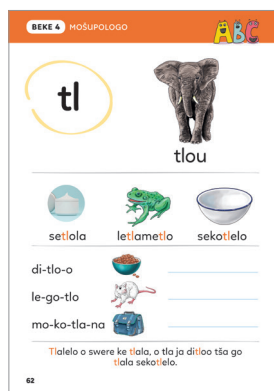 BEKE 4 MOŠUPOLOGO
ABC
tl
tlou
setlola letlametlo sekotlelo
di-tlo-o
le-go-tlo
mo-ko-tla-na
Tlalelo o swere ke tlala, o tla ja ditloo tša go
tlala sekotlelo.
62